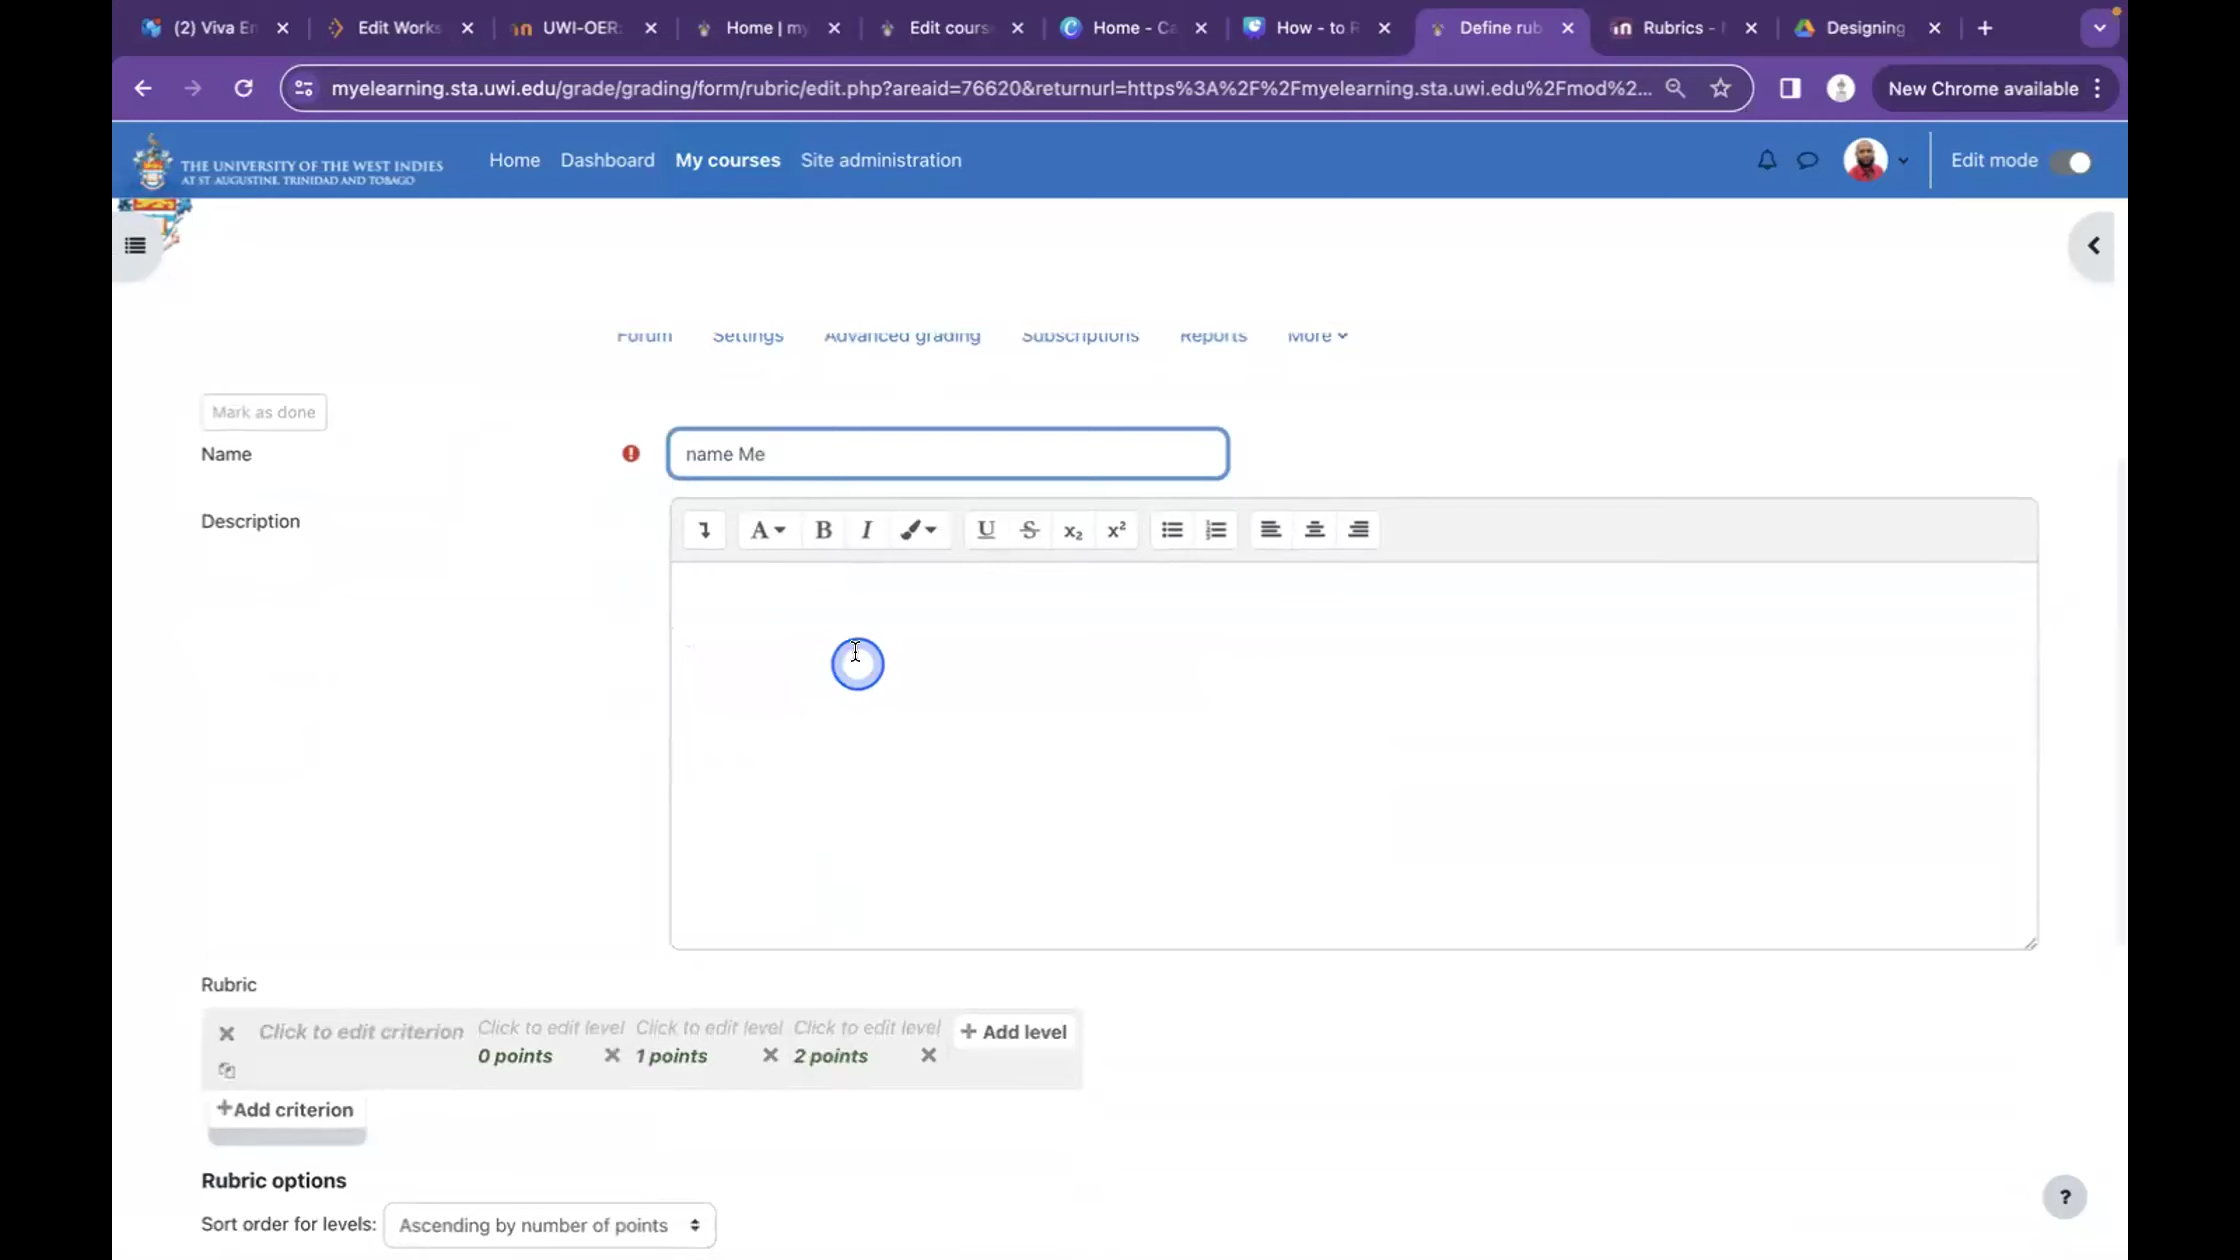 (2) Viva En
Edit Works
UWI-OER:
Home | my
Edit cours
Home - Ca
How - to R
Define rub
Rubrics - M
Designing
myelearning.sta.uwi.edu/grade/grading/form/rubric/edit.php?areaid=76620&returnurl=https%3A%2F%2Fmyelearning.sta.uwi.edu%2Fmod%2...
New Chrome available
THE UNIVERSITY OF THE WEST INDIES
AT ST. AUGUSTINE, TRINIDAD AND TOBAGO
Home
Dashboard
My courses
Site administration
Edit mode
Forum
Settings
Advanced grading
Subscriptions
Reports
More
Mark as done
Name
name Me
Description
A
B
I
U
S
x₂
x²
Rubric
Click to edit criterion
Click to edit level
Click to edit level
Click to edit level
+ Add level
0 points
1 points
2 points
+Add criterion
Rubric options
Sort order for levels:
Ascending by number of points
?